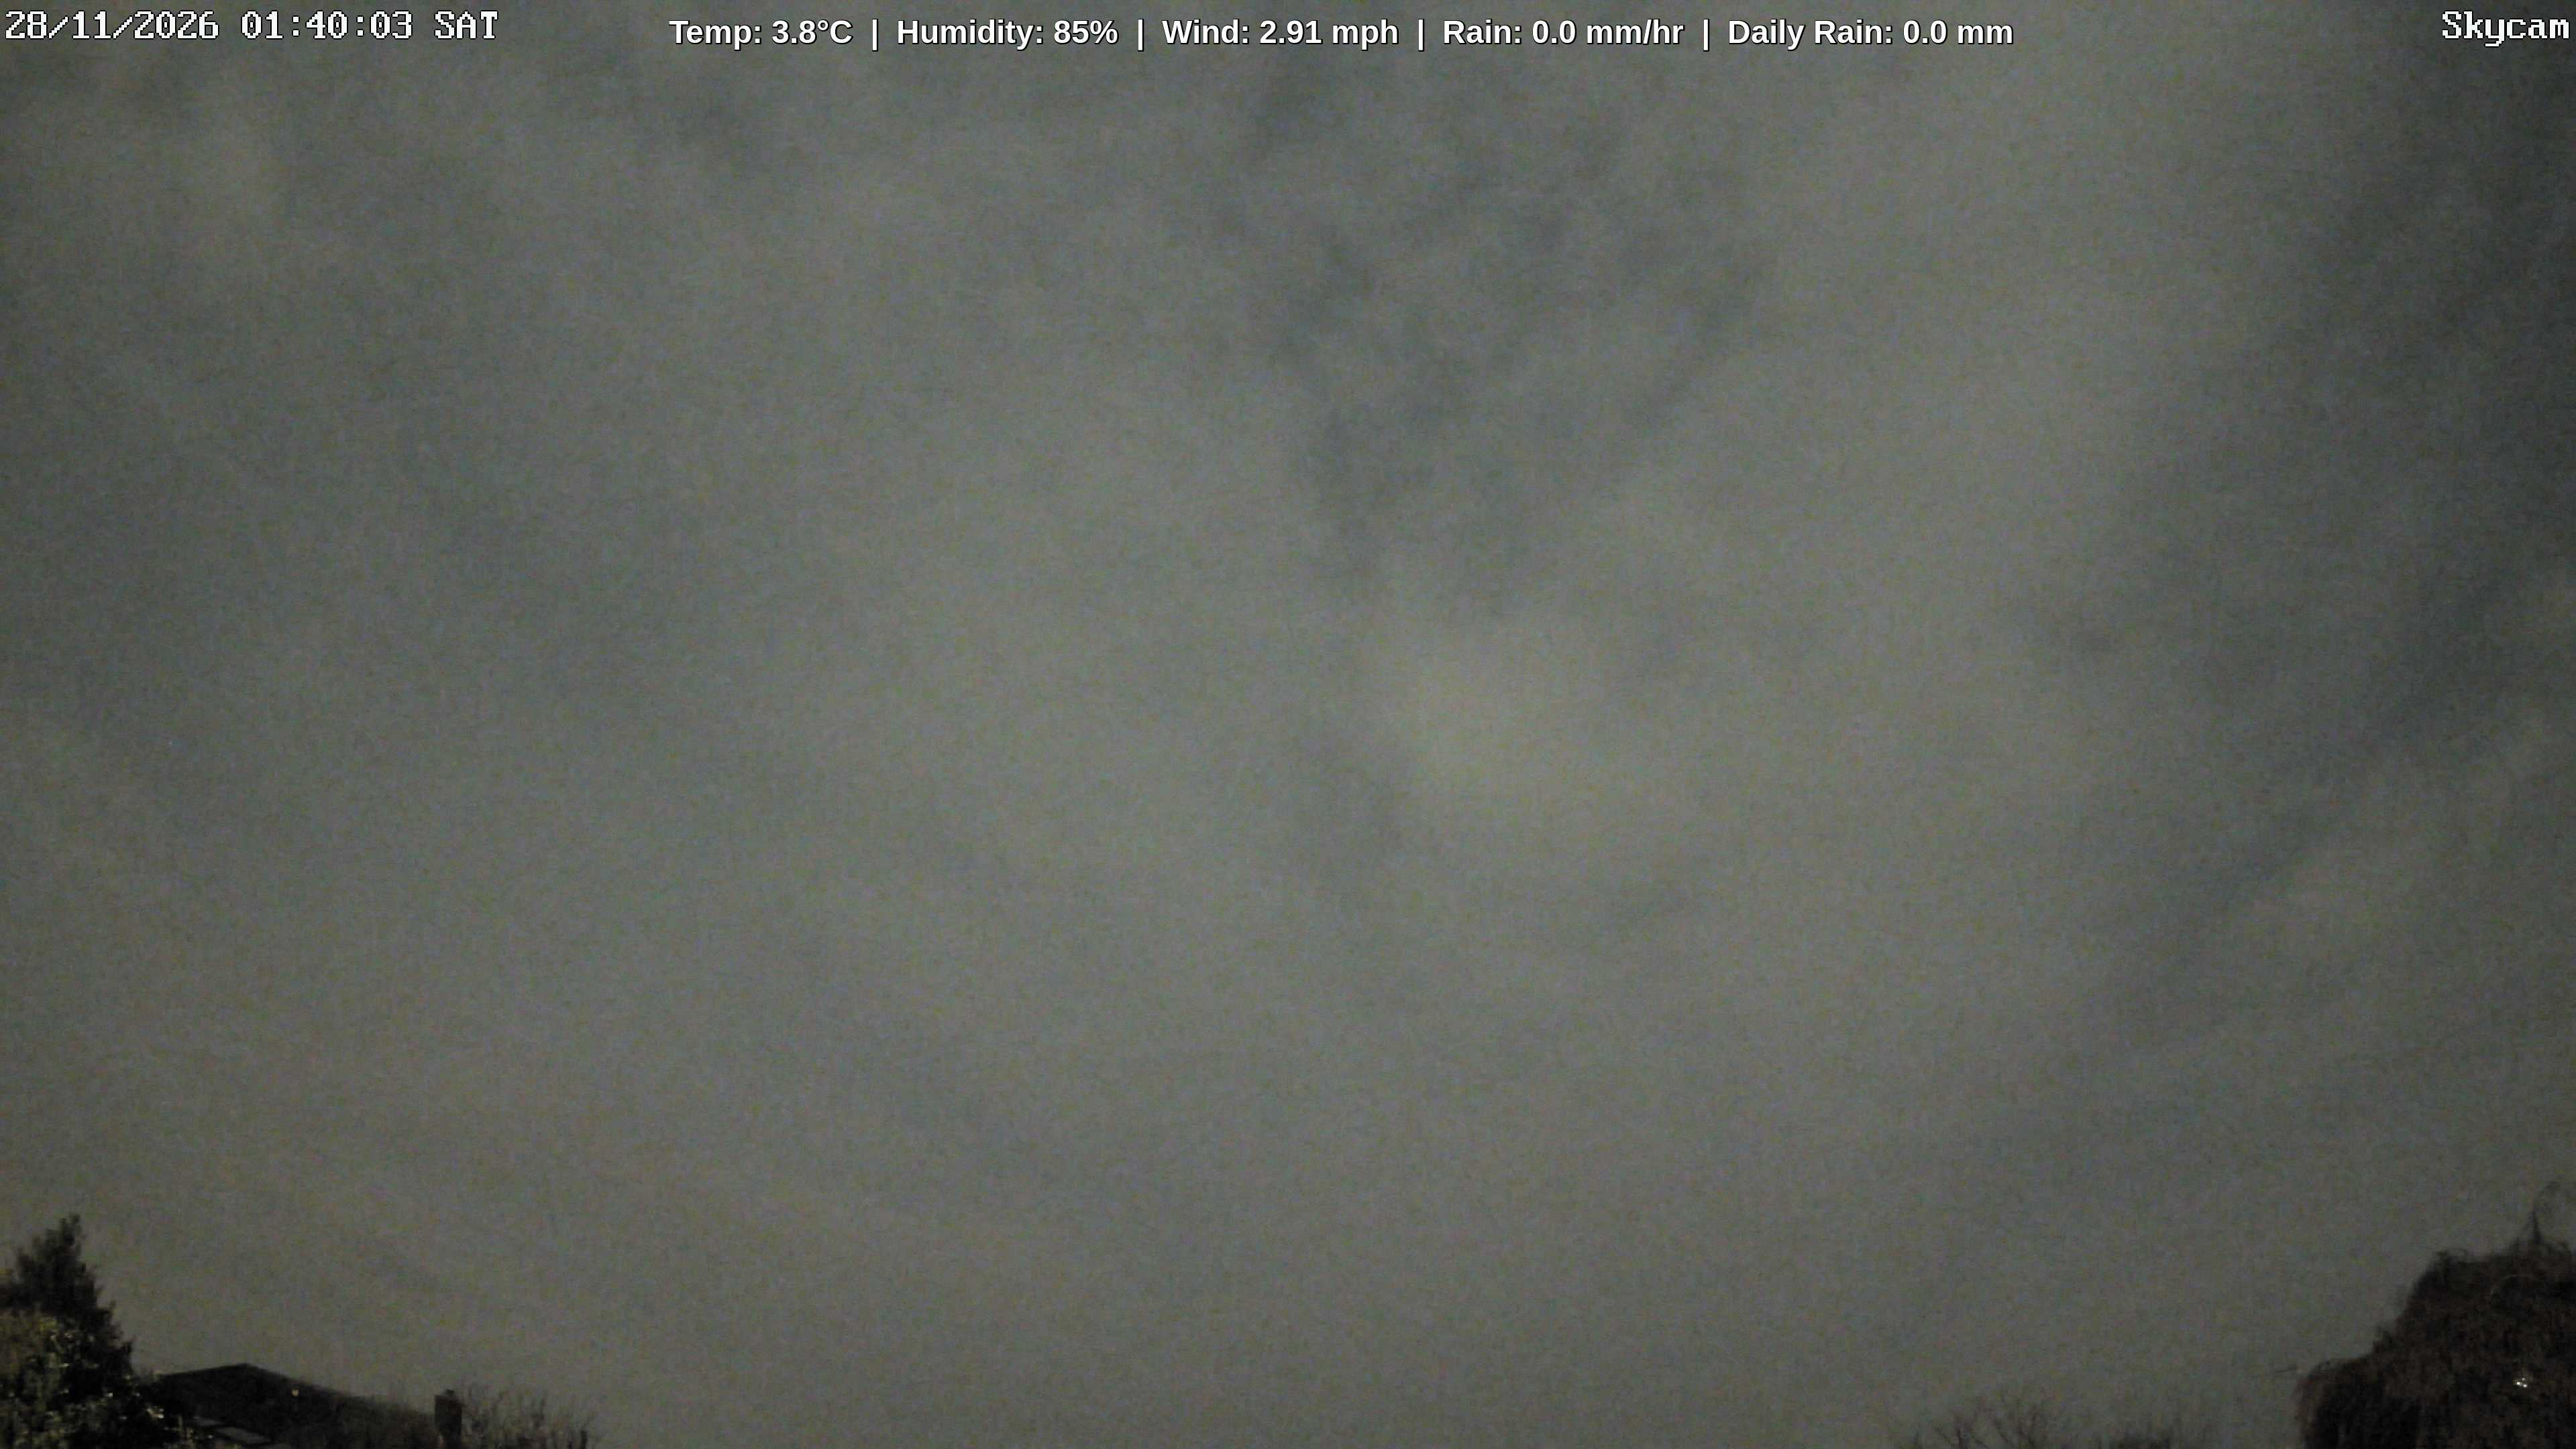 28/11/2026 01:40:03 SAT
Temp: 3.8°C | Humidity: 85% | Wind: 2.91 mph | Rain: 0.0 mm/hr | Daily Rain: 0.0 mm
Skycam